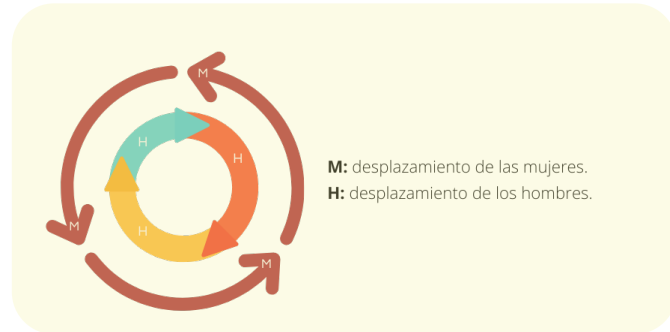 M
H
H
M: desplazamiento de las mujeres.
H: desplazamiento de los hombres.
H
M
M